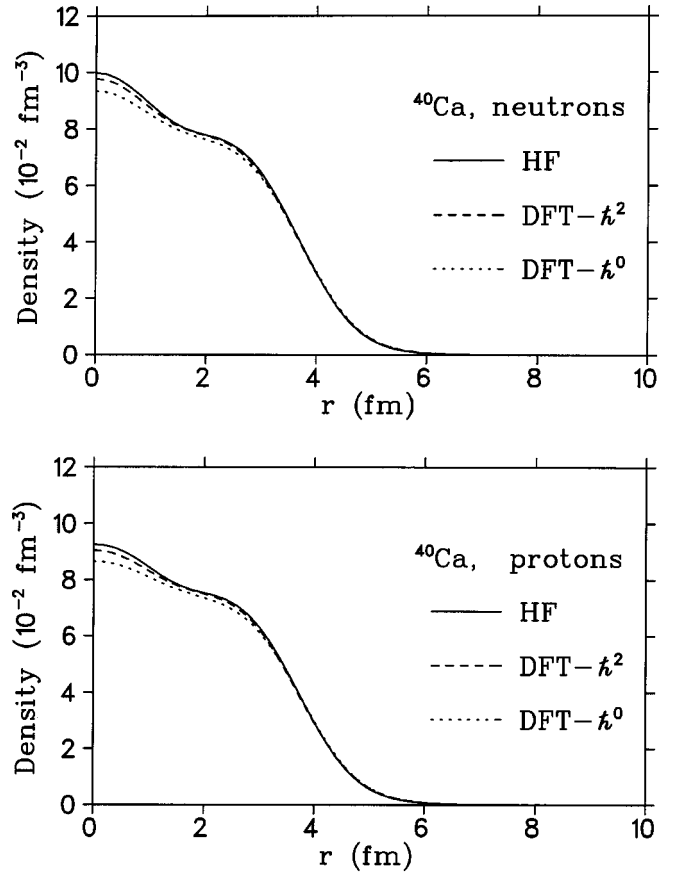 12
10
8
6
4
2
0
Density (10⁻² fm⁻³)
⁴⁰Ca, neutrons
HF
DFT−ℏ²
DFT−ℏ⁰
0 2 4 6 8 10
r (fm)
12
10
8
6
4
2
0
Density (10⁻² fm⁻³)
⁴⁰Ca, protons
HF
DFT−ℏ²
DFT−ℏ⁰
0 2 4 6 8 10
r (fm)